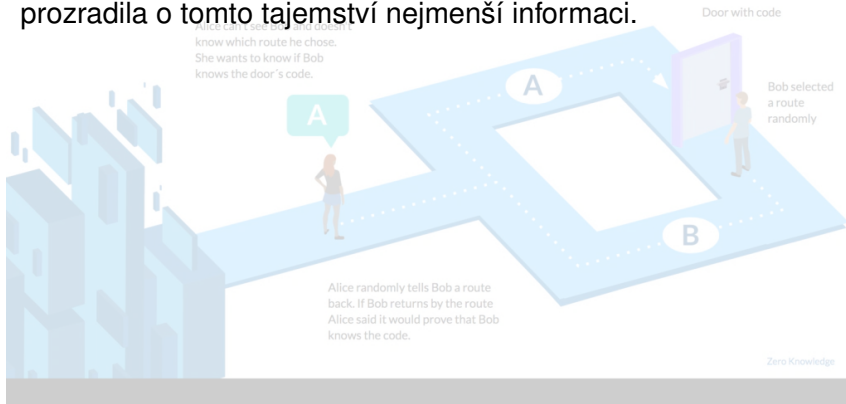 prozradila o tomto tajemství nejmenší informaci.
Door with code
Alice can't see Bob and doesn't
know which route he chose.
She wants to know if Bob
knows the door´s code.
A
A
Bob selected
a route
randomly
B
Alice randomly tells Bob a route
back. If Bob returns by the route
Alice said it would prove that Bob
knows the code.
Zero Knowledge